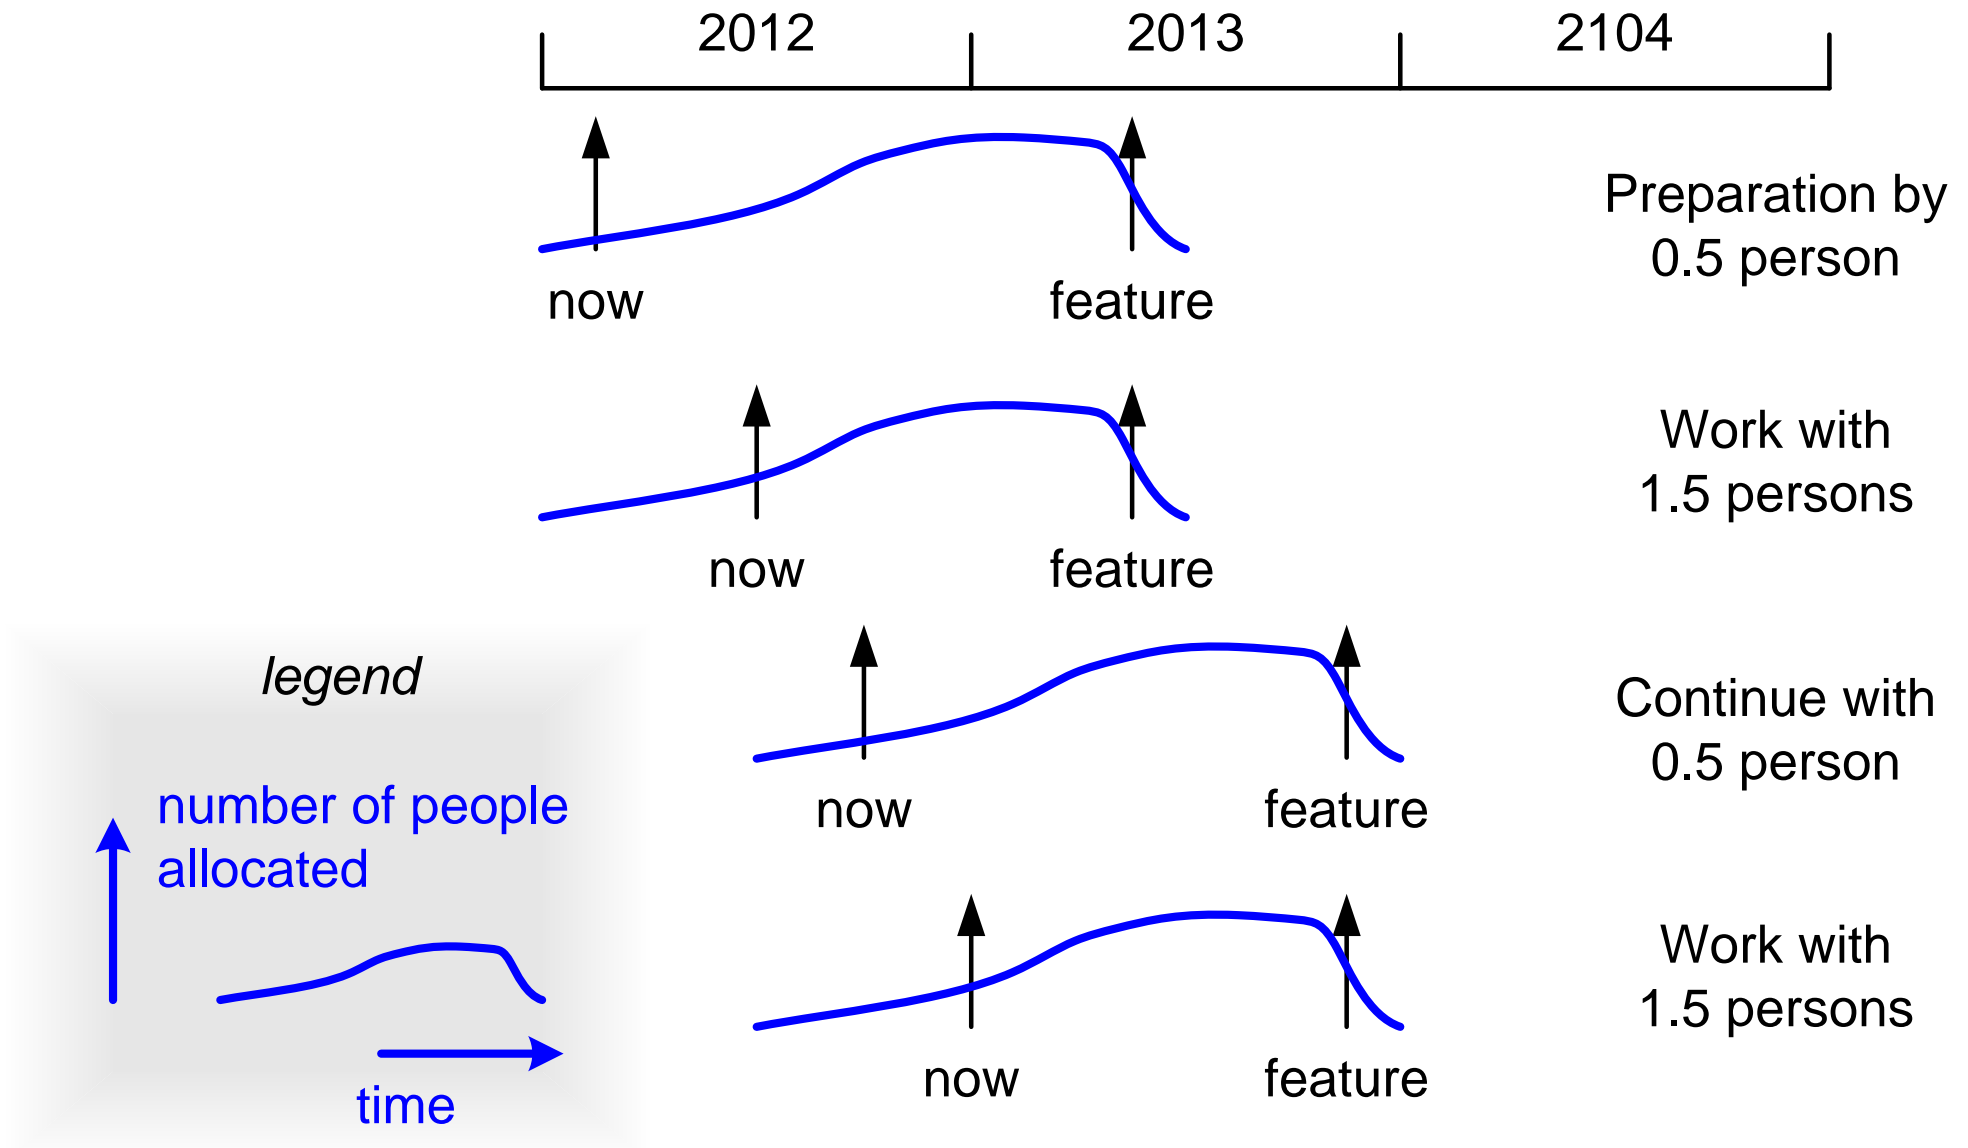 2012 2013 2104
Preparation by
0.5 person
now feature
Work with
1.5 persons
now feature
legend
Continue with
0.5 person
number of people
allocated
now feature
Work with
1.5 persons
now feature
time